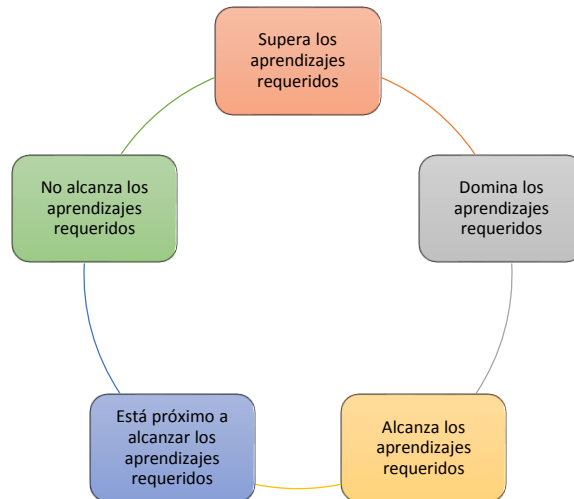 Supera los
aprendizajes
requeridos
Domina los
aprendizajes
requeridos
Alcanza los
aprendizajes
requeridos
Está próximo a
alcanzar los
aprendizajes
requeridos
No alcanza los
aprendizajes
requeridos